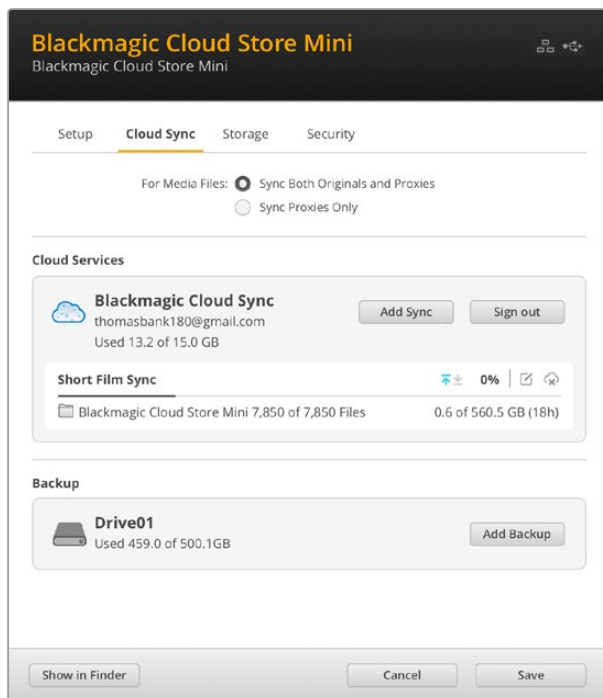 Blackmagic Cloud Store Mini
Blackmagic Cloud Store Mini
Setup Cloud Sync Storage Security
For Media Files: Sync Both Originals and Proxies
Sync Proxies Only
Cloud Services
Blackmagic Cloud Sync
thomasbank180@gmail.com
Used 13.2 of 15.0 GB
Add Sync Sign out
Short Film Sync 0%
Blackmagic Cloud Store Mini 7,850 of 7,850 Files 0.6 of 560.5 GB (18h)
Backup
Drive01
Used 459.0 of 500.1GB
Add Backup
Show in Finder Cancel Save